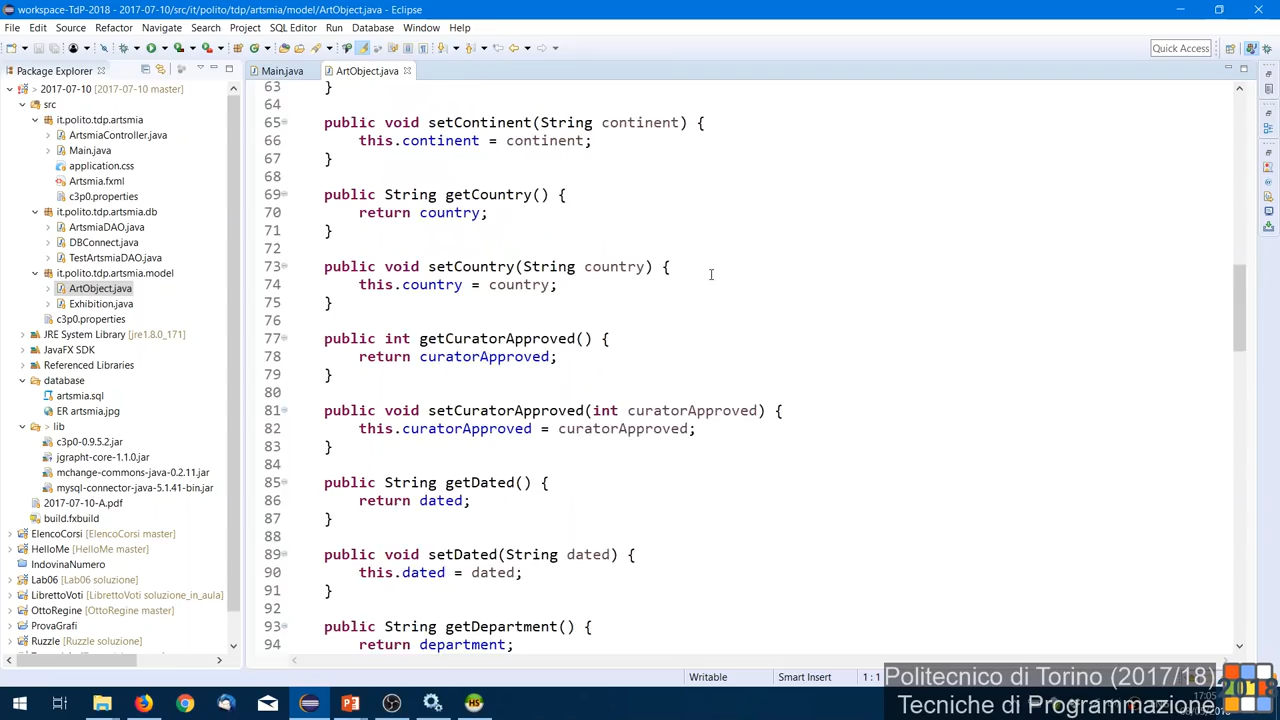 workspace-TdP-2018 - 2017-07-10/src/it/polito/tdp/artsmia/model/ArtObject.java - Eclipse
File Edit Source Refactor Navigate Search Project SQL Editor Run Database Window Help
Quick Access
Package Explorer
Main.java
ArtObject.java
2017-07-10 [2017-07-10 master]
src
it.polito.tdp.artsmia
ArtsmiaController.java
Main.java
application.css
Artsmia.fxml
c3p0.properties
it.polito.tdp.artsmia.db
ArtsmiaDAO.java
DBConnect.java
TestArtsmiaDAO.java
it.polito.tdp.artsmia.model
ArtObject.java
Exhibition.java
c3p0.properties
JRE System Library [jre1.8.0_171]
JavaFX SDK
Referenced Libraries
database
artsmia.sql
ER artsmia.jpg
> lib
c3p0-0.9.5.2.jar
jgrapht-core-1.1.0.jar
mchange-commons-java-0.2.11.jar
mysql-connector-java-5.1.41-bin.jar
2017-07-10-A.pdf
build.fxbuild
ElencoCorsi [ElencoCorsi master]
HelloMe [HelloMe master]
IndovinaNumero
Lab06 [Lab06 soluzione]
LibrettoVoti [LibrettoVoti soluzione_in_aula]
OttoRegine [OttoRegine master]
ProvaGrafi
Ruzzle [Ruzzle soluzione]
63 }
64
65 public void setContinent(String continent) {
66 this.continent = continent;
67 }
68
69 public String getCountry() {
70 return country;
71 }
72
73 public void setCountry(String country) {
74 this.country = country;
75 }
76
77 public int getCuratorApproved() {
78 return curatorApproved;
79 }
80
81 public void setCuratorApproved(int curatorApproved) {
82 this.curatorApproved = curatorApproved;
83 }
84
85 public String getDated() {
86 return dated;
87 }
88
89 public void setDated(String dated) {
90 this.dated = dated;
91 }
92
93 public String getDepartment() {
94 return department;
Writable Smart Insert 1 : 1
Politecnico di Torino (2017/18)
Tecniche di Programmazione
2018
17:05